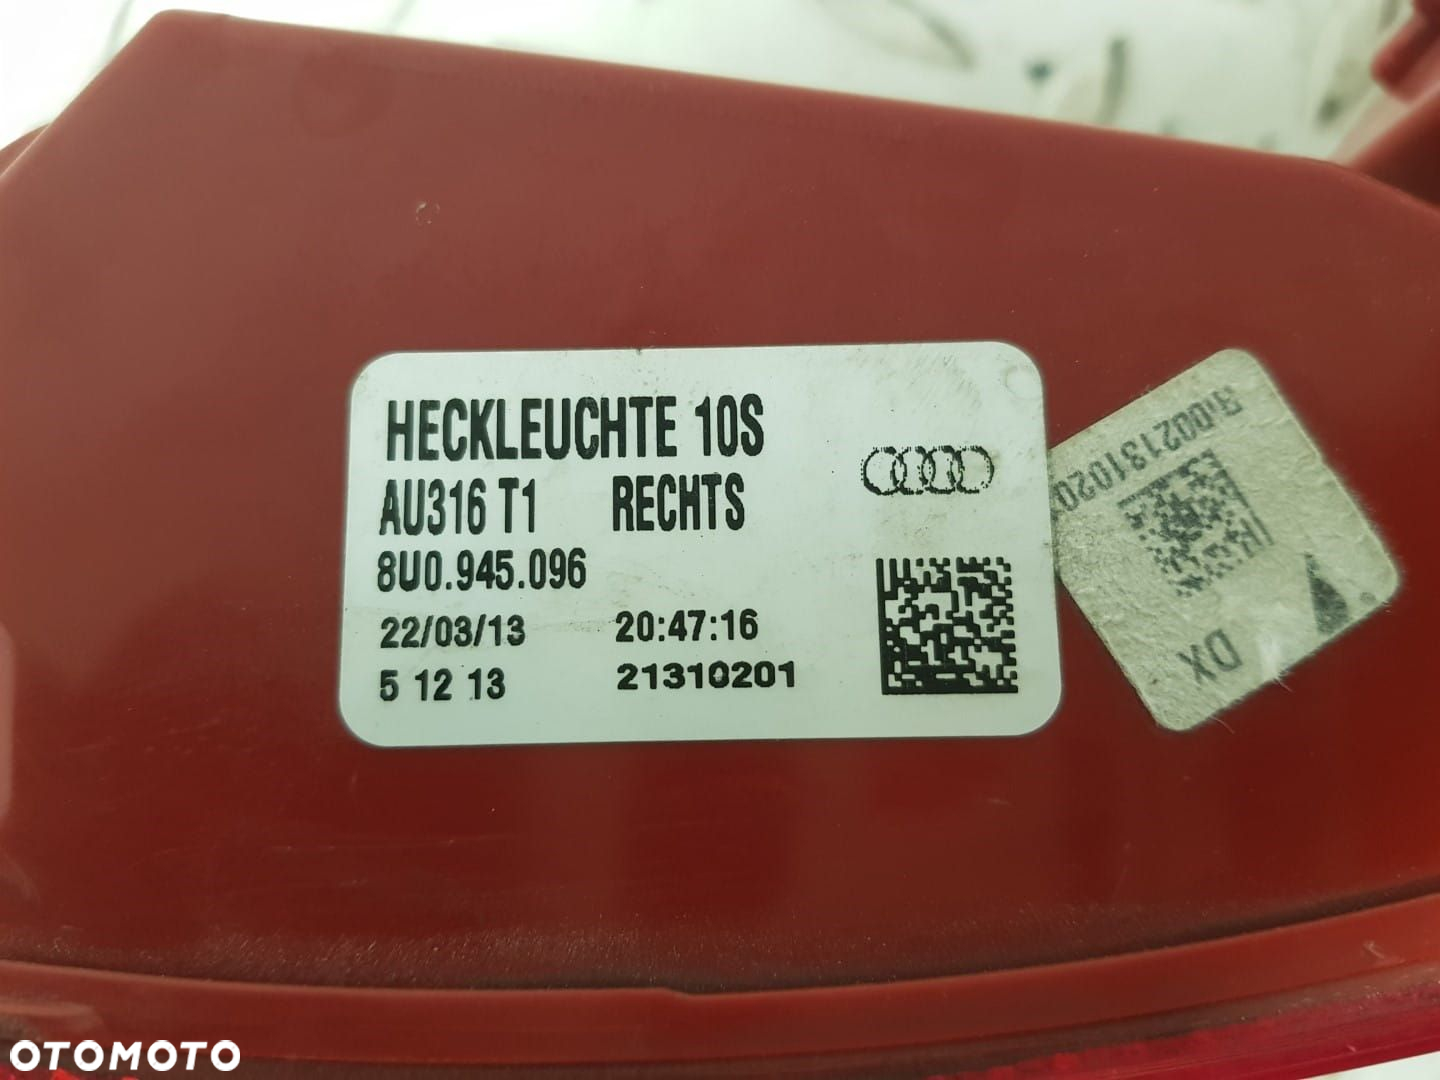 HECKLEUCHTE 10S
AU316 T1 RECHTS
8U0.945.096
22/03/13 20:47:16
5 12 13 21310201
DX
OTOMOTO